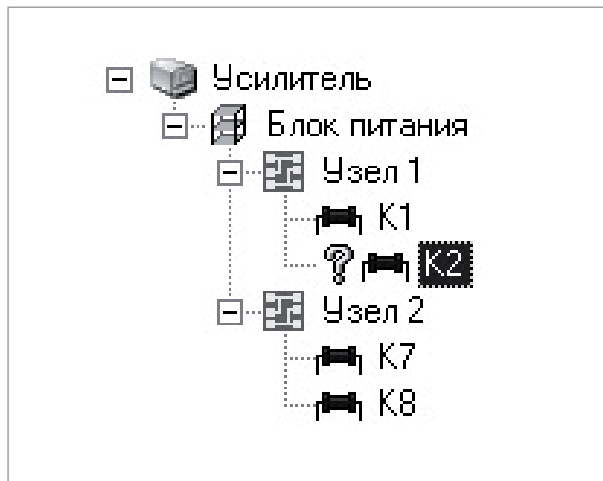 Усилитель
Блок питания
Узел 1
К1
К2
Узел 2
К7
К8